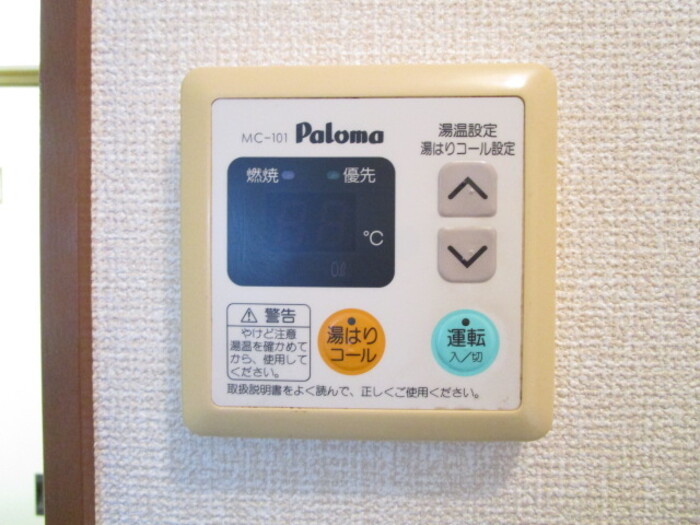 MC-101 Paloma
湯温設定
湯はりコール設定
燃焼 優先
℃
警告
やけど注意
湯温を確かめて
から、使用して
ください。
湯はり
コール
運転
入/切
取扱説明書をよく読んで、正しくご使用ください。